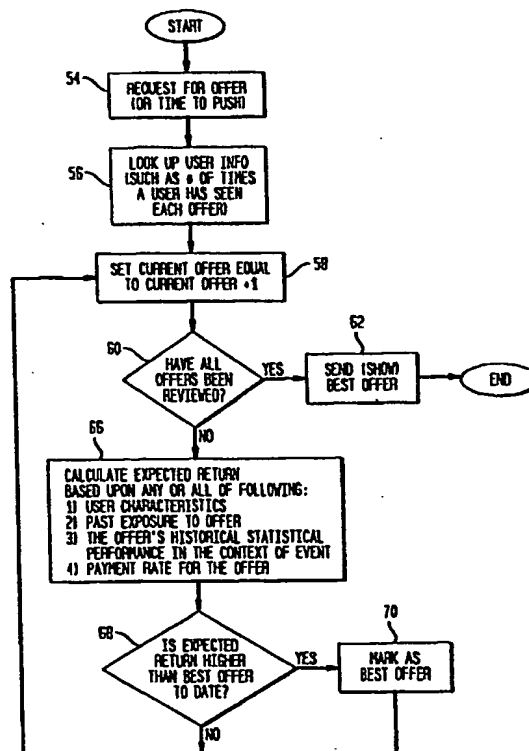 START
54
REQUEST FOR OFFER
(OR TIME TO PUSH)
56
LOOK UP USER INFO
(SUCH AS # OF TIMES
A USER HAS SEEN
EACH OFFER)
SET CURRENT OFFER EQUAL
TO CURRENT OFFER +1
58
60
HAVE ALL
OFFERS BEEN
REVIEWED?
YES
62
SEND (SHOW)
BEST OFFER
END
NO
66
CALCULATE EXPECTED RETURN
BASED UPON ANY OR ALL OF FOLLOWING:
1) USER CHARACTERISTICS
2) PAST EXPOSURE TO OFFER
3) THE OFFER'S HISTORICAL STATISTICAL
PERFORMANCE IN THE CONTEXT OF EVENT
4) PAYMENT RATE FOR THE OFFER
68
IS EXPECTED
RETURN HIGHER
THAN BEST OFFER
TO DATE?
YES
70
MARK AS
BEST OFFER
NO